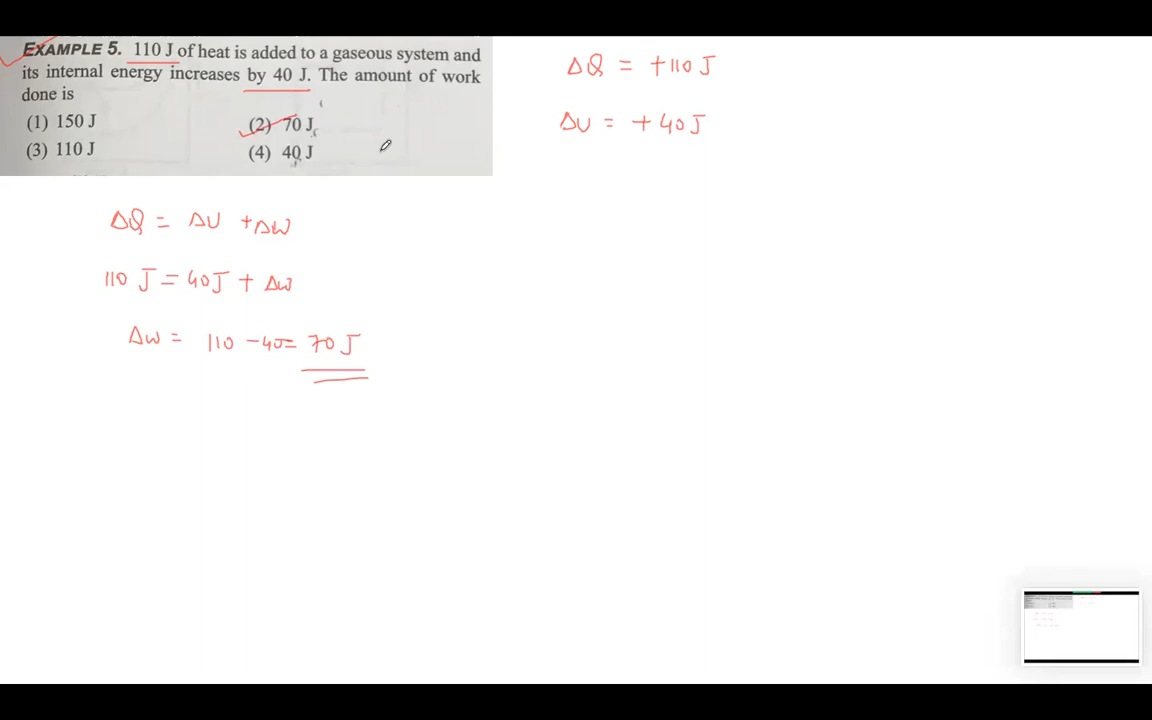 EXAMPLE 5. 110 J of heat is added to a gaseous system and
its internal energy increases by 40 J. The amount of work
done is
(1) 150 J (2) 70 J
(3) 110 J (4) 40 J
ΔQ = +110 J
ΔU = +40J
ΔQ = ΔU +ΔW
110 J = 40J + ΔW
ΔW = 110 -40= 70 J